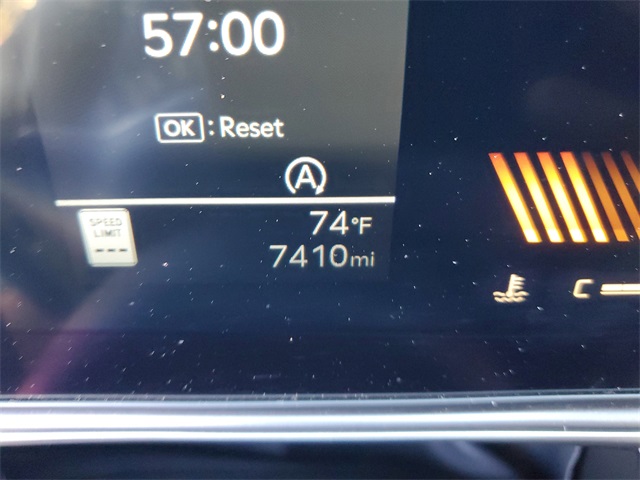 57:00
OK : Reset
A
SPEED
LIMIT
---
74°F
7410mi
C